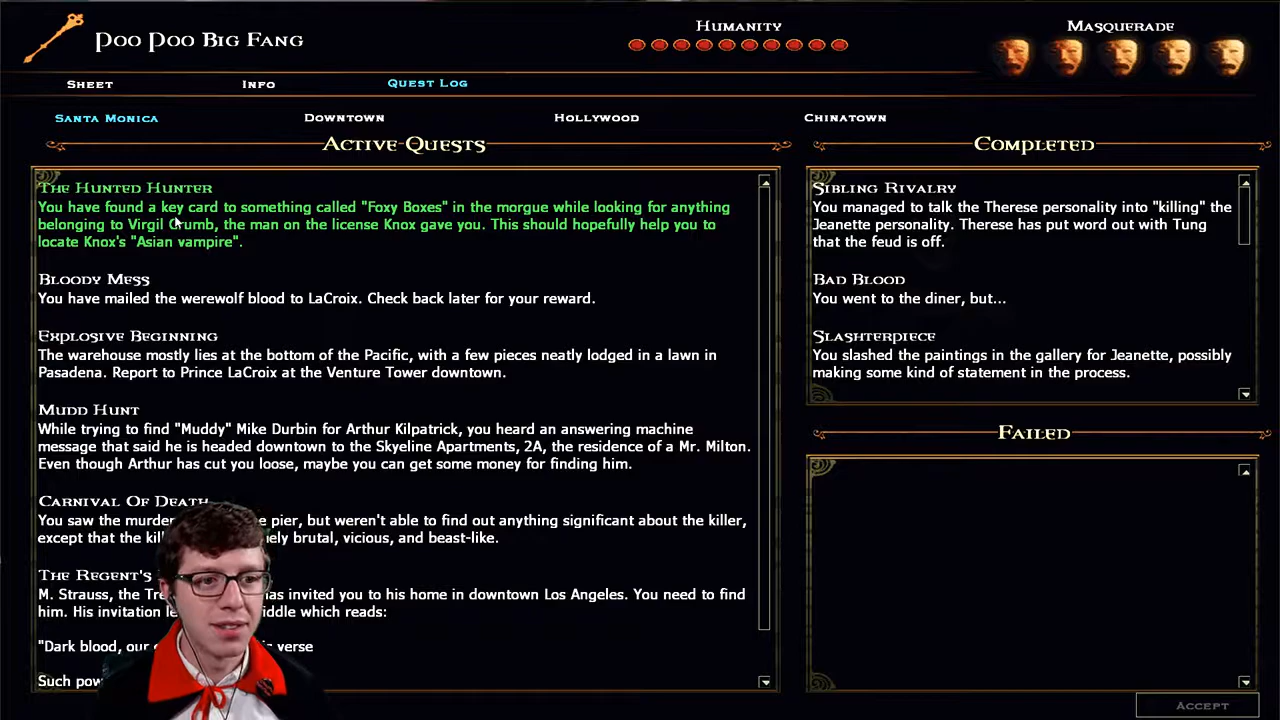 Poo Poo Big Fang
Humanity
Masquerade
Sheet
Info
Quest Log
Santa Monica
Downtown
Hollywood
Chinatown
Active Quests
Completed
The Hunted Hunter
You have found a key card to something called "Foxy Boxes" in the morgue while looking for anything
belonging to Virgil Crumb, the man on the license Knox gave you. This should hopefully help you to
locate Knox's "Asian vampire".
Bloody Mess
You have mailed the werewolf blood to LaCroix. Check back later for your reward.
Explosive Beginning
The warehouse mostly lies at the bottom of the Pacific, with a few pieces neatly lodged in a lawn in
Pasadena. Report to Prince LaCroix at the Venture Tower downtown.
Mudd Hunt
While trying to find "Muddy" Mike Durbin for Arthur Kilpatrick, you heard an answering machine
message that said he is headed downtown to the Skyeline Apartments, 2A, the residence of a Mr. Milton.
Even though Arthur has cut you loose, maybe you can get some money for finding him.
Carnival Of Death
You saw the murder e pier, but weren't able to find out anything significant about the killer,
except that the kil ely brutal, vicious, and beast-like.
The Regent's
M. Strauss, the Tre has invited you to his home in downtown Los Angeles. You need to find
him. His invitation le iddle which reads:
"Dark blood, our verse
Such pow
Sibling Rivalry
You managed to talk the Therese personality into "killing" the
Jeanette personality. Therese has put word out with Tung
that the feud is off.
Bad Blood
You went to the diner, but...
Slashterpiece
You slashed the paintings in the gallery for Jeanette, possibly
making some kind of statement in the process.
Failed
Accept